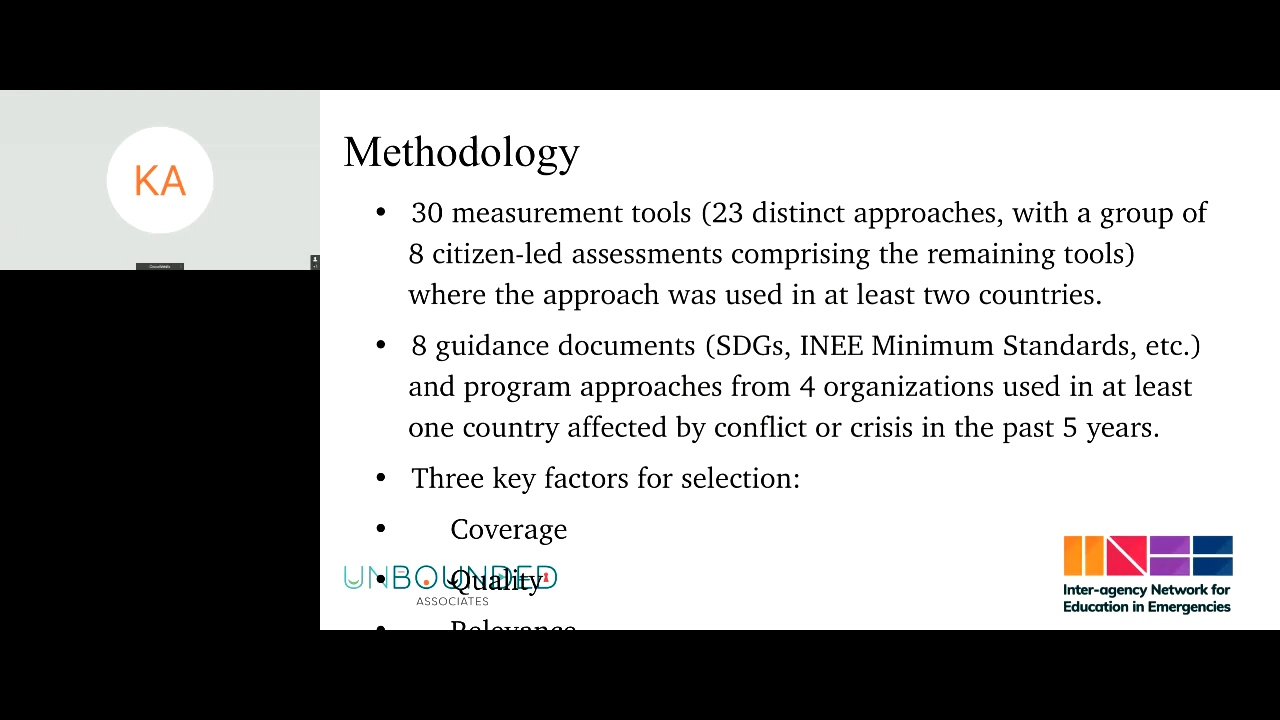 KA
Methodology
• 30 measurement tools (23 distinct approaches, with a group of
8 citizen-led assessments comprising the remaining tools)
where the approach was used in at least two countries.
• 8 guidance documents (SDGs, INEE Minimum Standards, etc.)
and program approaches from 4 organizations used in at least
one country affected by conflict or crisis in the past 5 years.
• Three key factors for selection:
• Coverage
• Quality
UNBOUNDED
ASSOCIATES
• Relevance
INEE
Inter-agency Network for
Education in Emergencies